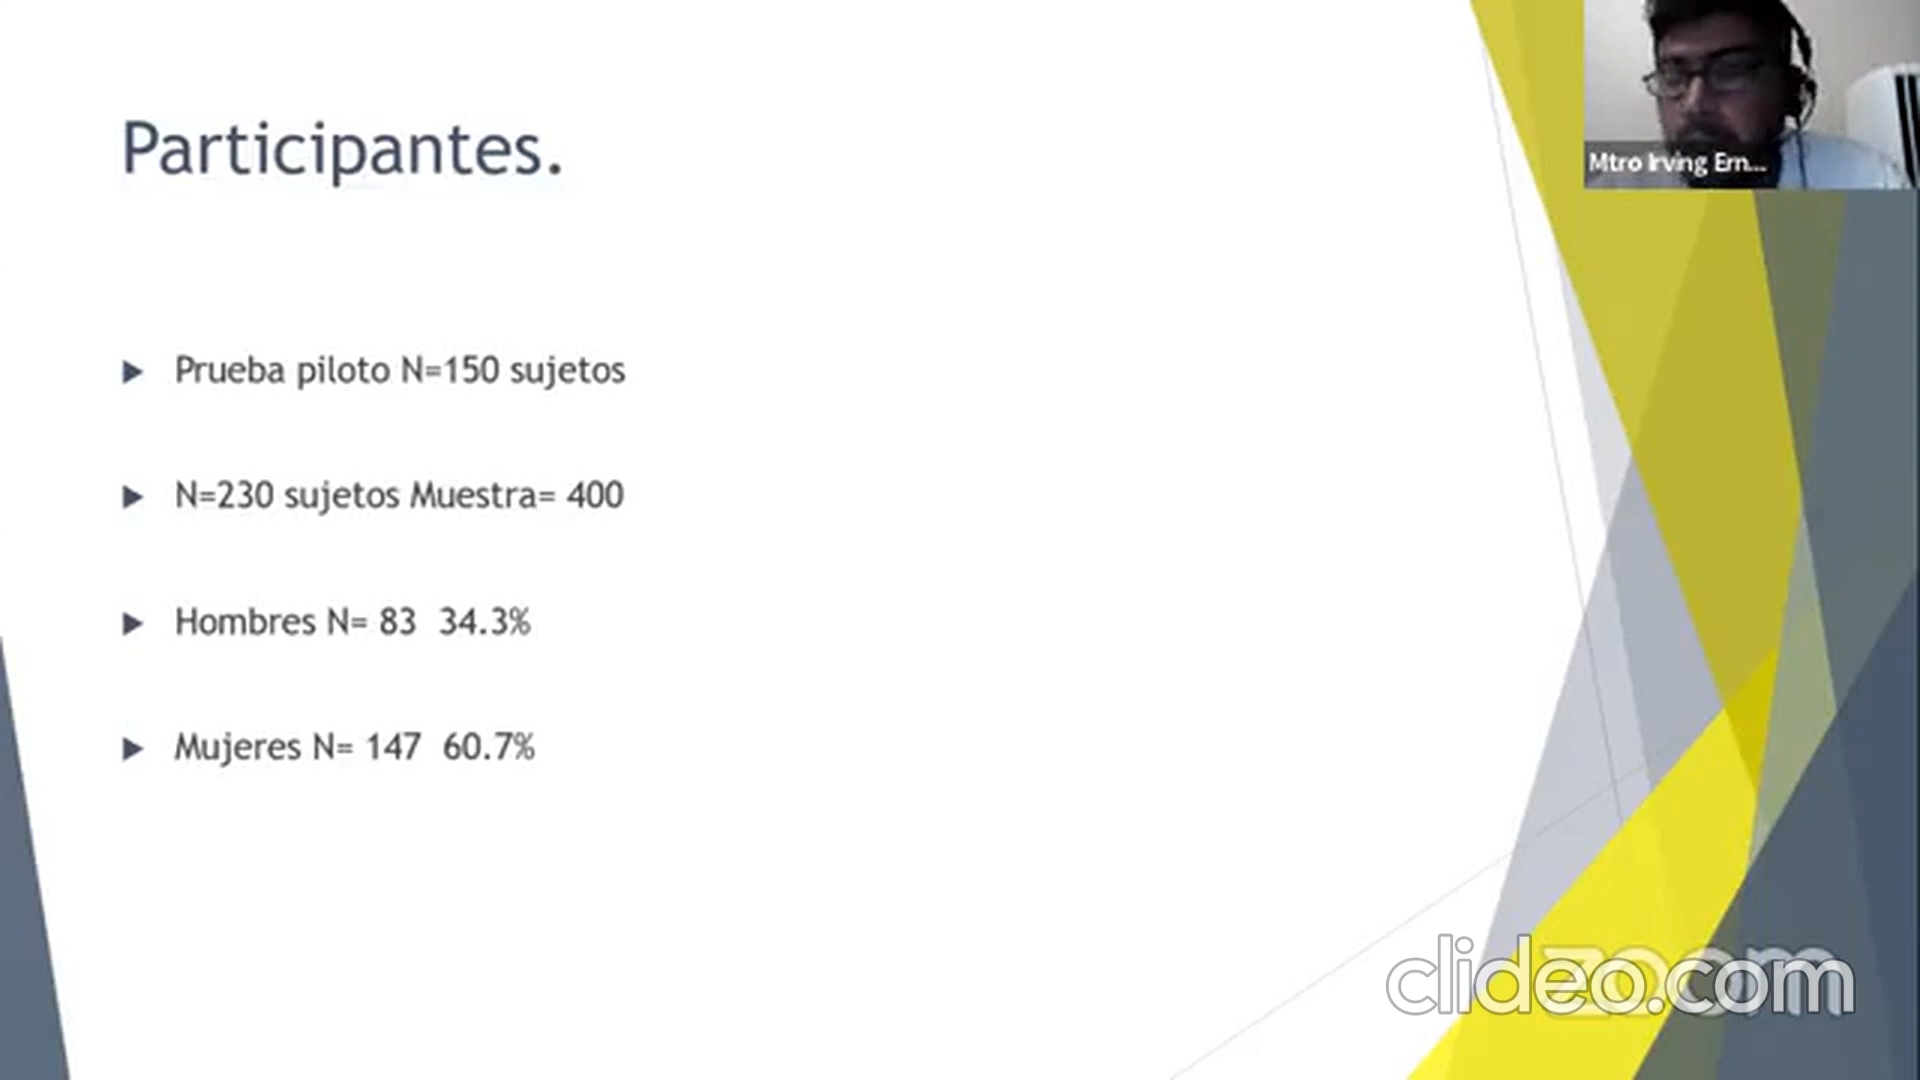 Participantes.
Mtro Irving Ern...
Prueba piloto N=150 sujetos
N=230 sujetos Muestra= 400
Hombres N= 83 34.3%
Mujeres N= 147 60.7%
clideo.com
zoom